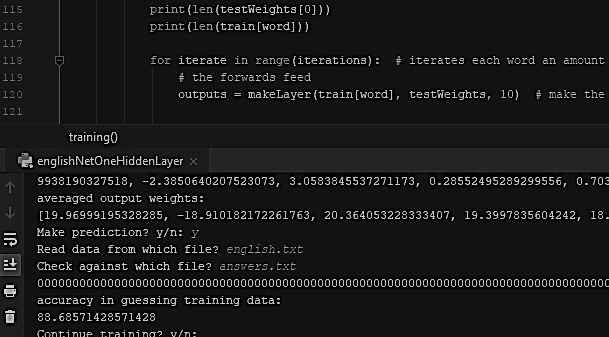 115 print(len(testWeights[0]))
116 print(len(train[word]))
117
118 for iterate in range(iterations): # iterates each word an amount
119 # the forwards feed
120 outputs = makeLayer(train[word], testWeights, 10) # make the
121
training()
englishNetOneHiddenLayer ×
9938190327518, -2.3850640207523073, 3.0583845537271173, 0.28552495289299556, 0.703
averaged output weights:
[19.96999195328285, -18.910182172261763, 20.364053228333407, 19.3997835604242, 18.
Make prediction? y/n: y
Read data from which file? english.txt
Check against which file? answers.txt
accuracy in guessing training data:
88.68571428571428
Continue training? y/n: